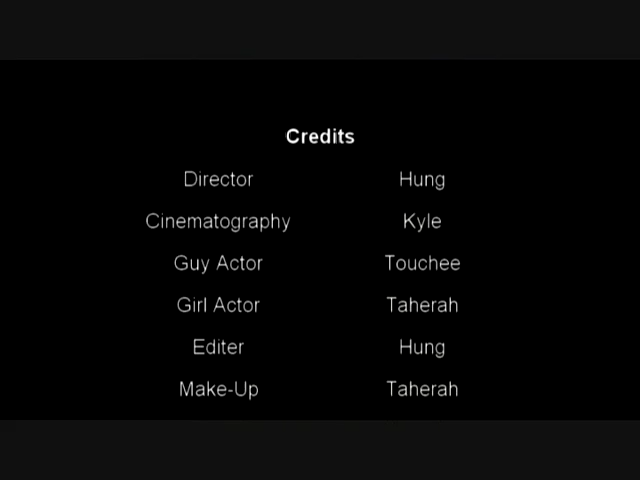 Credits
Director Hung
Cinematography Kyle
Guy Actor Touchee
Girl Actor Taherah
Editer Hung
Make-Up Taherah